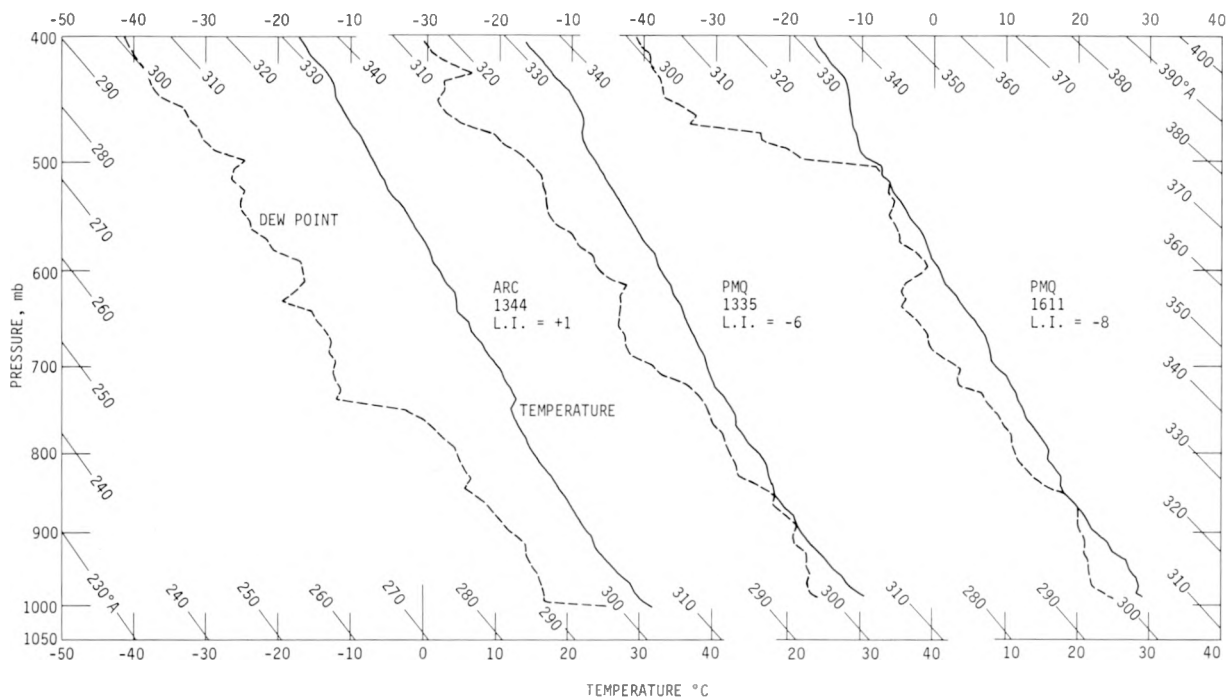 -50 -40 -30 -20 -10 -30 -20 -10 -30 -20 -10 0 10 20 30
400
290 300 310 320 330 340 310 320 330 340 300 310 320 330 340 350 360 370 380 390°A 400
380
280
500
370
DEW POINT
270
360
600
260
ARC
1344
L.I. = +1
PMQ
1335
L.I. = -6
PMQ
1611
L.I. = -8
350
PRESSURE, mb
700
340
250
TEMPERATURE
330
800
240
320
900
310
230°A 240 250 260 270 280 290 300 310 290 300 310 290 300
1000
1050
-50 -40 -30 -20 -10 0 10 20 30 40 20 30 40 10 20 30 40
TEMPERATURE °C